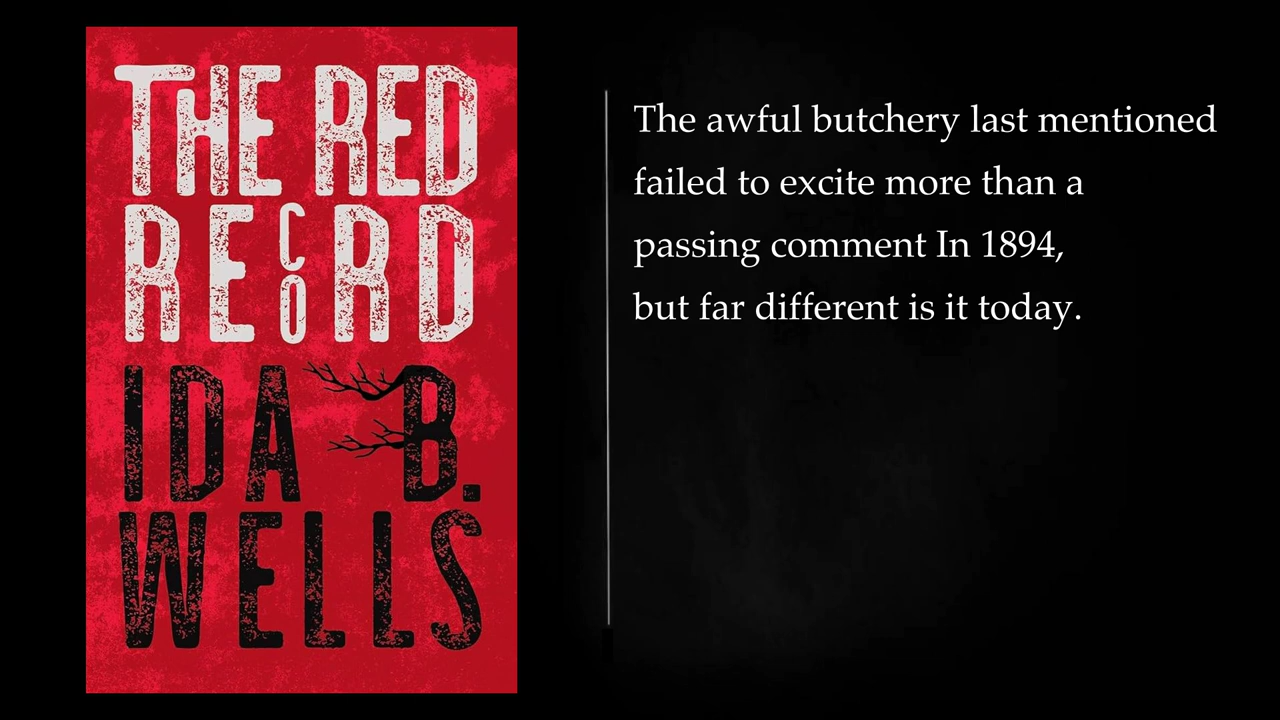 THE RED
RECORD
IDA B.
WELLS
The awful butchery last mentioned
failed to excite more than a
passing comment In 1894,
but far different is it today.